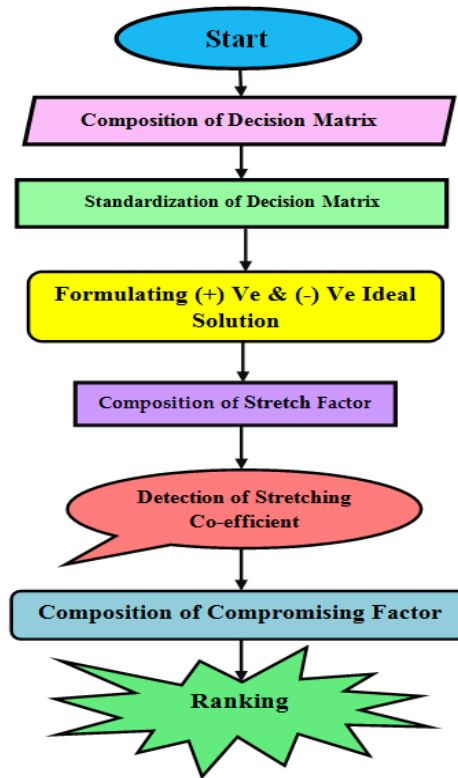 Start
Composition of Decision Matrix
Standardization of Decision Matrix
Formulating (+) Ve & (-) Ve Ideal
Solution
Composition of Stretch Factor
Detection of Stretching
Co-efficient
Composition of Compromising Factor
Ranking